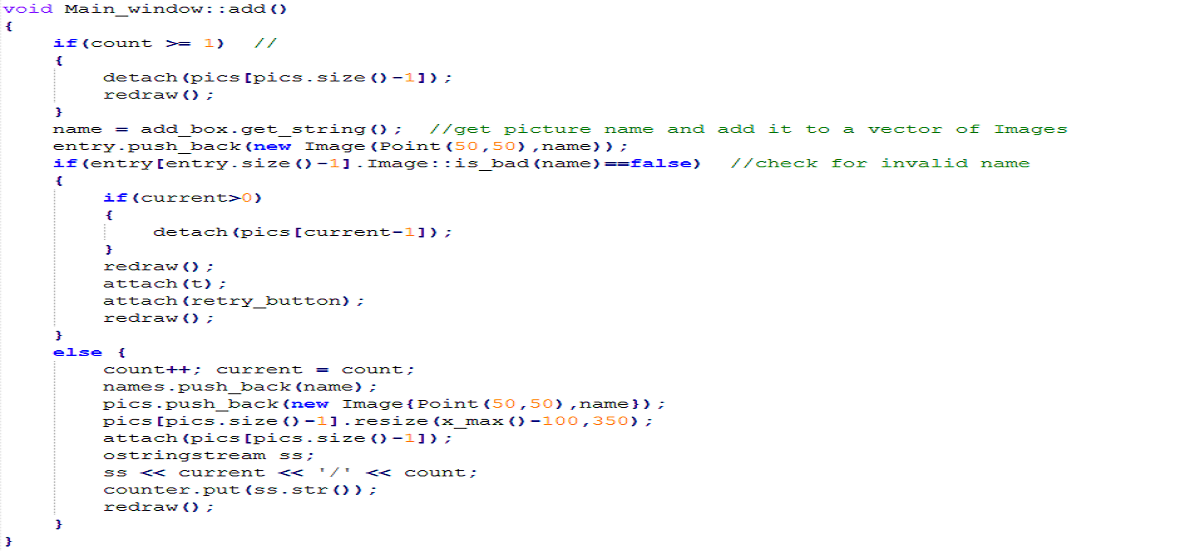 void Main_window::add()
{
if(count >= 1) //
{
detach(pics[pics.size()-1]);
redraw();
}
name = add_box.get_string(); //get picture name and add it to a vector of Images
entry.push_back(new Image(Point(50,50),name));
if(entry[entry.size()-1].Image::is_bad(name)==false) //check for invalid name
{
if(current>0)
{
detach(pics[current-1]);
}
redraw();
attach(t);
attach(retry_button);
redraw();
}
else {
count++; current = count;
names.push_back(name);
pics.push_back(new Image{Point(50,50),name});
pics[pics.size()-1].resize(x_max()-100,350);
attach(pics[pics.size()-1]);
ostringstream ss;
ss << current << '/' << count;
counter.put(ss.str());
redraw();
}
}